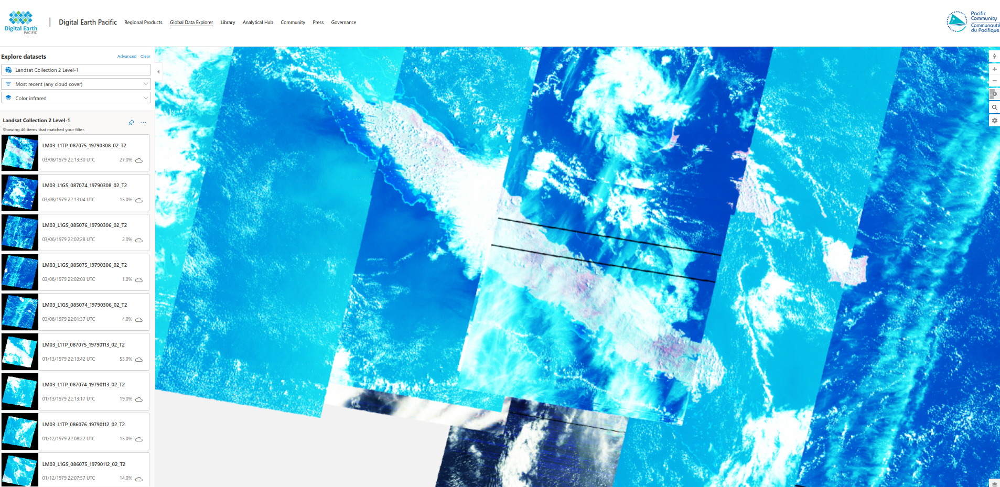 Digital Earth
PACIFIC
Digital Earth Pacific
Regional Products
Global Data Explorer
Library
Analytical Hub
Community
Press
Governance
Pacific
Community
Communauté
du Pacifique
Explore datasets
Advanced
Clear
Landsat Collection 2 Level-1
Most recent (any cloud cover)
Color infrared
Landsat Collection 2 Level-1
Showing 46 items that matched your filter.
LM03_L1TP_087075_19790308_02_T2
03/08/1979 22:13:30 UTC 27.0%
LM03_L1GS_087074_19790308_02_T2
03/08/1979 22:13:04 UTC 15.0%
LM03_L1GS_085076_19790306_02_T2
03/06/1979 22:02:28 UTC 2.0%
LM03_L1GS_085075_19790306_02_T2
03/06/1979 22:02:03 UTC 1.0%
LM03_L1GS_085074_19790306_02_T2
03/06/1979 22:01:37 UTC 4.0%
LM03_L1TP_087075_19790113_02_T2
01/13/1979 22:13:42 UTC 53.0%
LM03_L1TP_087074_19790113_02_T2
01/13/1979 22:13:17 UTC 19.0%
LM03_L1TP_086076_19790112_02_T2
01/12/1979 22:08:22 UTC 15.0%
LM03_L1GS_086075_19790112_02_T2
01/12/1979 22:07:57 UTC 14.0%